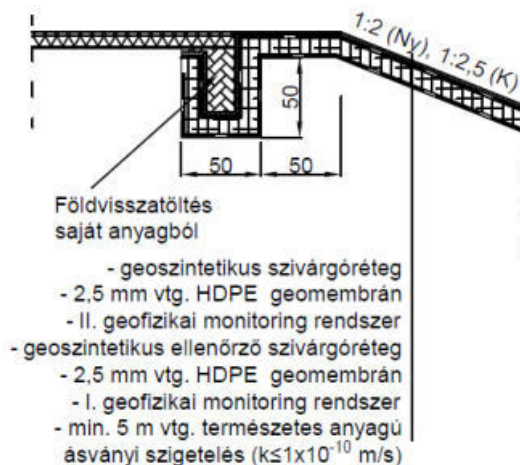 1:2 (Ny), 1:2,5 (K)
50
50
50
Földvisszatöltés
saját anyagból
- geoszintetikus szivárgóréteg
- 2,5 mm vtg. HDPE geomembrán
- II. geofizikai monitoring rendszer
- geoszintetikus ellenőrző szivárgóréteg
- 2,5 mm vtg. HDPE geomembrán
- I. geofizikai monitoring rendszer
- min. 5 m vtg. természetes anyagú
ásványi szigetelés (k≤1x10⁻¹⁰ m/s)